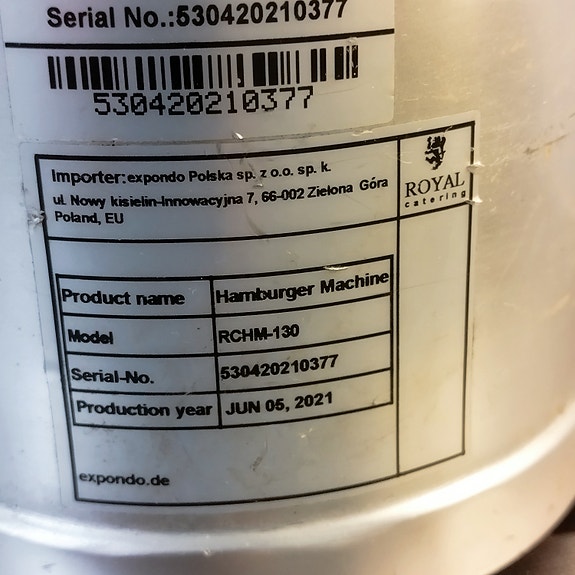 Serial No.:530420210377
530420210377
Importer:expondo Polska sp. z o.o. sp. k.
ul. Nowy kisielin-Innowacyjna 7, 66-002 Zielona Góra
Poland, EU
ROYAL
catering
Product name Hamburger Machine
Model RCHM-130
Serial-No. 530420210377
Production year JUN 05, 2021
expondo.de